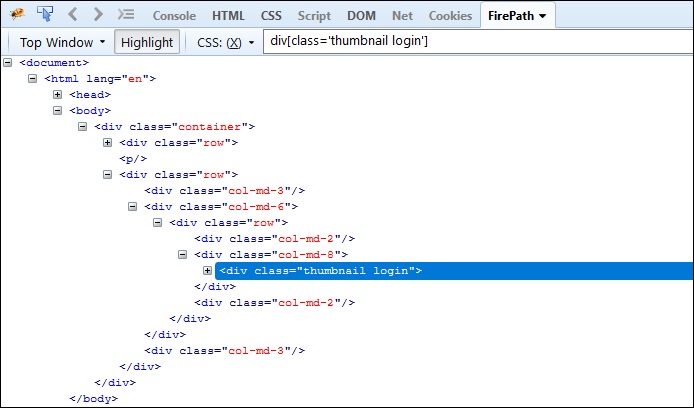 Console HTML CSS Script DOM Net Cookies FirePath
Top Window Highlight CSS: (X) div[class='thumbnail login']
<document>
<html lang="en">
<head>
<body>
<div class="container">
<div class="row">
<p/>
<div class="row">
<div class="col-md-3"/>
<div class="col-md-6">
<div class="row">
<div class="col-md-2"/>
<div class="col-md-8">
<div class="thumbnail login">
</div>
<div class="col-md-2"/>
</div>
</div>
<div class="col-md-3"/>
</div>
</div>
</body>